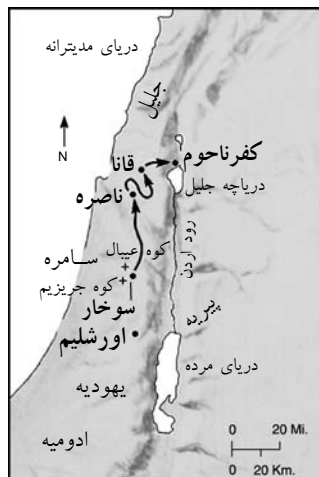 دریای مدیترانه
جلیل
N
کفرناحوم
قانا
دریاچه جلیل
ناصره
رود اردن
کوه عیبال
سـامره
کوه جریزیم
سوخار
پیریه
اورشلیم
دریای مرده
یهودیه
ادومیه
0 20 Mi.
0 20 Km.